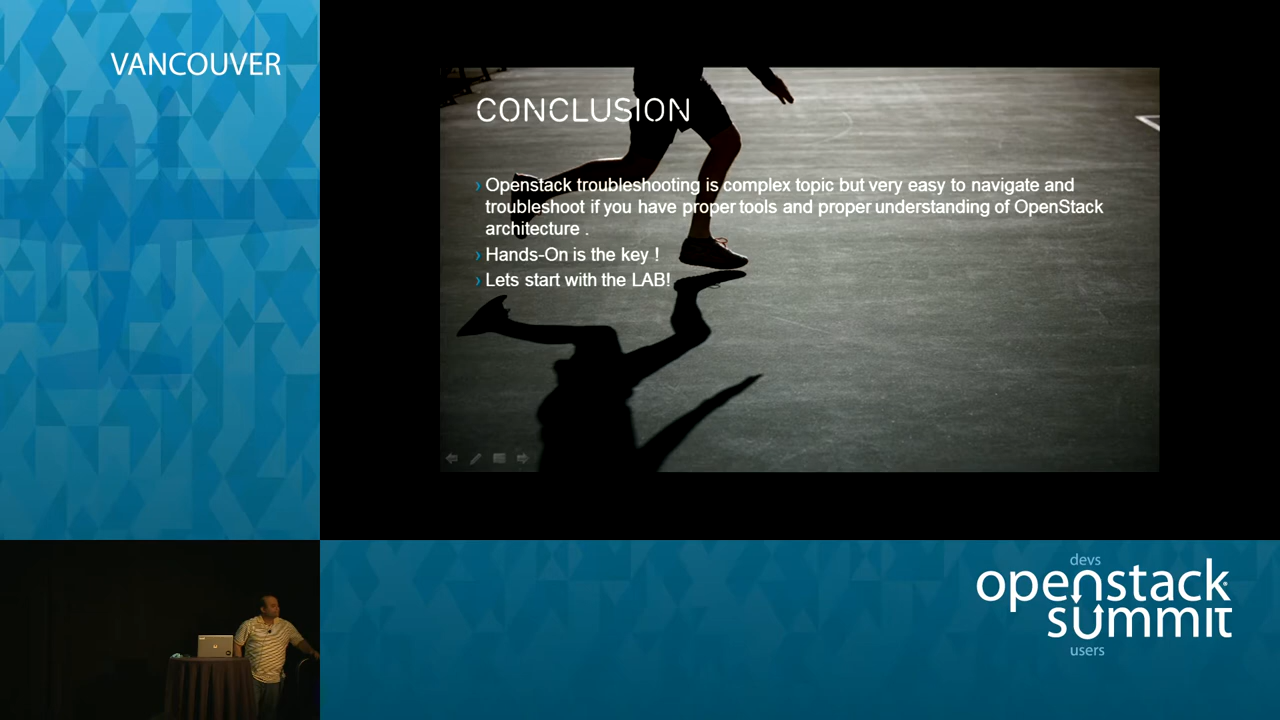 VANCOUVER
CONCLUSION
› Openstack troubleshooting is complex topic but very easy to navigate and
troubleshoot if you have proper tools and proper understanding of OpenStack
architecture .
› Hands-On is the key !
› Lets start with the LAB!
devs
openstack
summit
users